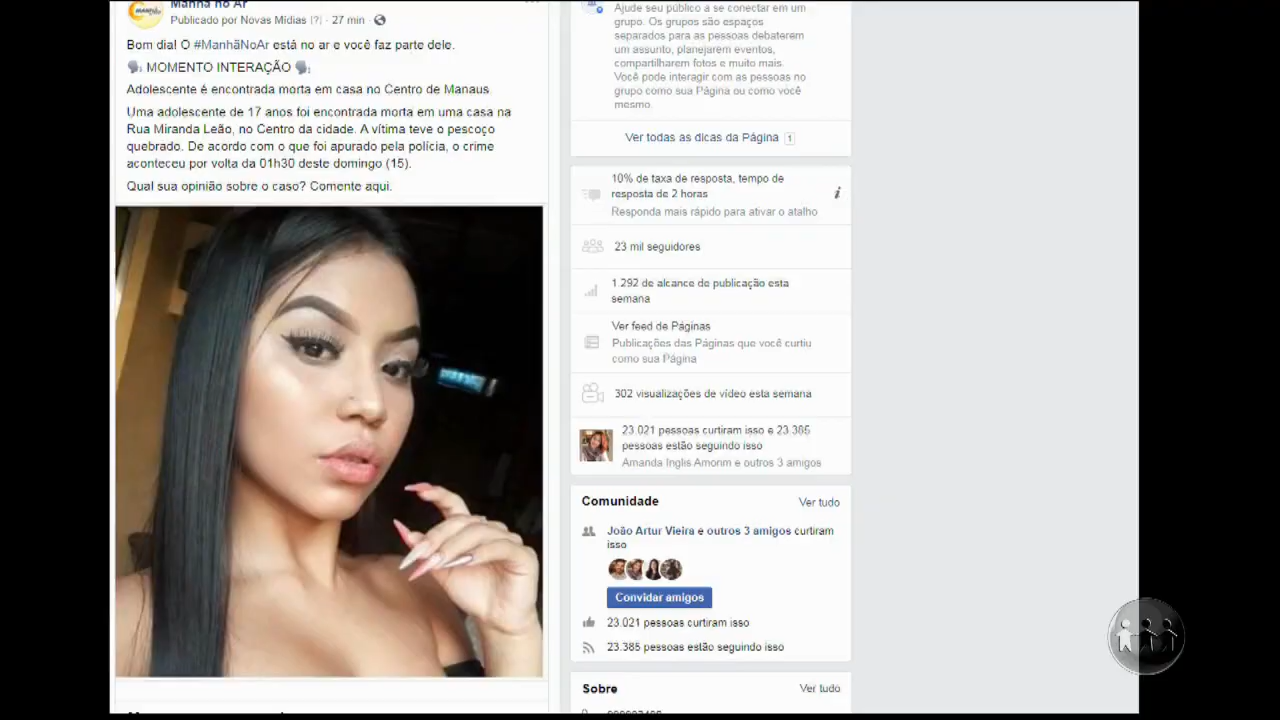 Manhã no Ar
Publicado por Novas Mídias [?] · 27 min ·
Bom dia! O #ManhãNoAr está no ar e você faz parte dele.
MOMENTO INTERAÇÃO
Adolescente é encontrada morta em casa no Centro de Manaus.
Uma adolescente de 17 anos foi encontrada morta em uma casa na
Rua Miranda Leão, no Centro da cidade. A vítima teve o pescoço
quebrado. De acordo com o que foi apurado pela polícia, o crime
aconteceu por volta da 01h30 deste domingo (15).
Qual sua opinião sobre o caso? Comente aqui.
Ajude seu público a se conectar em um
grupo. Os grupos são espaços
separados para as pessoas debaterem
um assunto, planejarem eventos,
compartilharem fotos e muito mais.
Você pode interagir com as pessoas no
grupo como sua Página ou como você
mesmo.
Ver todas as dicas da Página 1
10% de taxa de resposta, tempo de
resposta de 2 horas
Responda mais rápido para ativar o atalho
23 mil seguidores
1.292 de alcance de publicação esta
semana
Ver feed de Páginas
Publicações das Páginas que você curtiu
como sua Página
302 visualizações de vídeo esta semana
23.021 pessoas curtiram isso e 23.385
pessoas estão seguindo isso
Amanda Inglis Amorim e outros 3 amigos
Comunidade
Ver tudo
João Artur Vieira e outros 3 amigos curtiram
isso
Convidar amigos
23.021 pessoas curtiram isso
23.385 pessoas estão seguindo isso
Sobre
Ver tudo